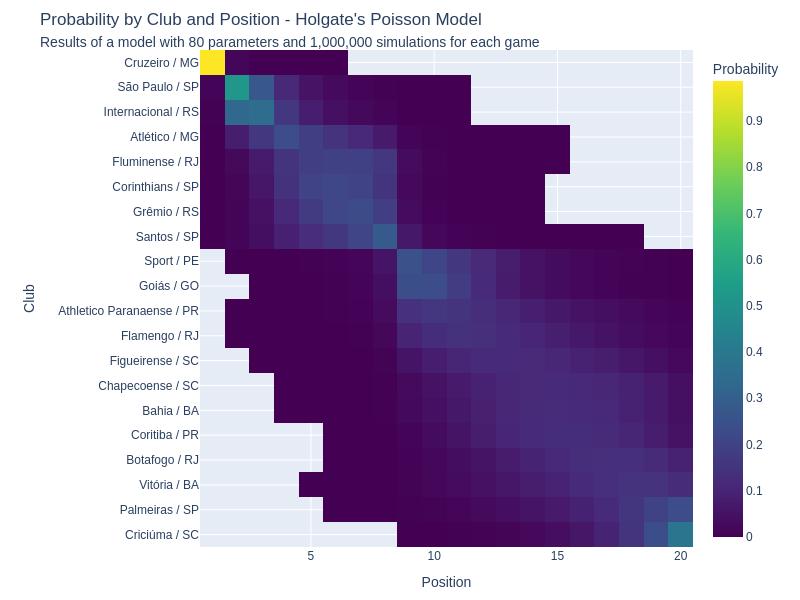 Probability by Club and Position - Holgate's Poisson Model
Results of a model with 80 parameters and 1,000,000 simulations for each game
Probability
Cruzeiro / MG
São Paulo / SP
Internacional / RS
Atlético / MG
Fluminense / RJ
Corinthians / SP
Grêmio / RS
Santos / SP
Sport / PE
Goiás / GO
Athletico Paranaense / PR
Flamengo / RJ
Figueirense / SC
Chapecoense / SC
Bahia / BA
Coritiba / PR
Botafogo / RJ
Vitória / BA
Palmeiras / SP
Criciúma / SC
Club
5
10
15
20
Position
0.9
0.8
0.7
0.6
0.5
0.4
0.3
0.2
0.1
0